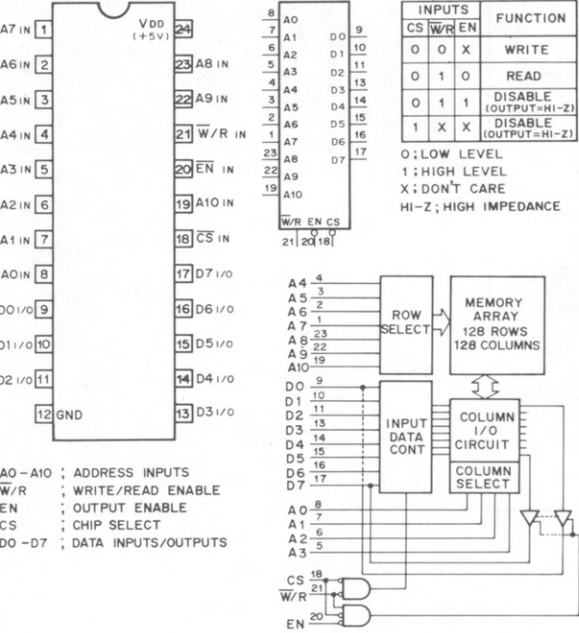 A7 IN 1
VDD
(+5V)
24
A6 IN 2
23 A8 IN
A5 IN 3
22 A9 IN
A4 IN 4
21 W̅/R IN
A3 IN 5
20 E̅N̅ IN
A2 IN 6
19 A10 IN
A1 IN 7
18 C̅S̅ IN
A0 IN 8
17 D7 I/O
D0 I/O 9
16 D6 I/O
D1 I/O 10
15 D5 I/O
D2 I/O 11
14 D4 I/O
12 GND
13 D3 I/O
A0-A10 ; ADDRESS INPUTS
W̅/R ; WRITE/READ ENABLE
EN ; OUTPUT ENABLE
CS ; CHIP SELECT
D0-D7 ; DATA INPUTS/OUTPUTS
8 A0
7 A1
6 A2
5 A3
4 A4
3 A5
2 A6
1 A7
23 A8
22 A9
19 A10
D0 9
D1 10
D2 11
D3 13
D4 14
D5 15
D6 16
D7 17
W̅/R EN CS
21 20 18
INPUTS FUNCTION
CS W̅/R EN
0 0 X WRITE
0 1 0 READ
0 1 1 DISABLE
(OUTPUT=HI-Z)
1 X X DISABLE
(OUTPUT=HI-Z)
0 ; LOW LEVEL
1 ; HIGH LEVEL
X ; DON'T CARE
HI-Z ; HIGH IMPEDANCE
A4 4
A5 3
A6 2
A7 1
A8 23
A9 22
A10 19
ROW
SELECT
MEMORY
ARRAY
128 ROWS
128 COLUMNS
D0 9
D1 10
D2 11
D3 13
D4 14
D5 15
D6 16
D7 17
INPUT
DATA
CONT
COLUMN
I/O
CIRCUIT
COLUMN
SELECT
A0 8
A1 7
A2 6
A3 5
CS 18
W̅/R 21
EN 20